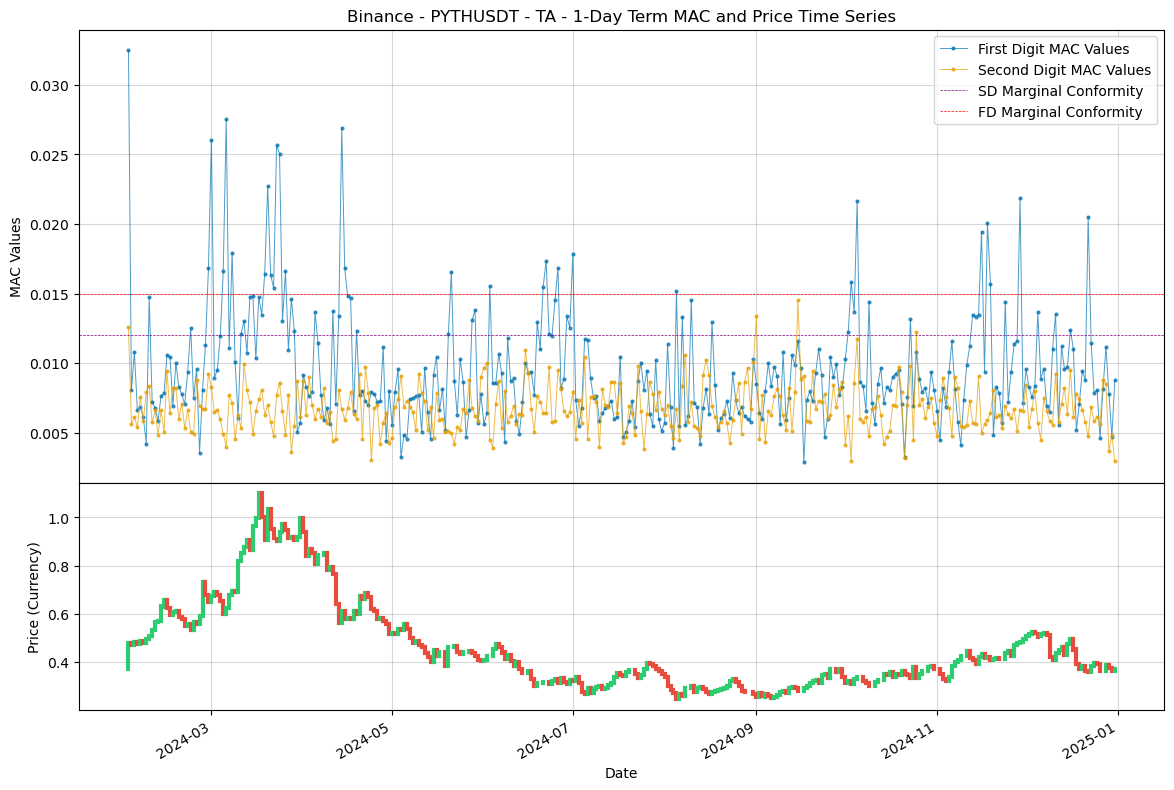 Binance - PYTHUSDT - TA - 1-Day Term MAC and Price Time Series
First Digit MAC Values
Second Digit MAC Values
SD Marginal Conformity
FD Marginal Conformity
MAC Values
0.030
0.025
0.020
0.015
0.010
0.005
Price (Currency)
1.0
0.8
0.6
0.4
2024-03
2024-05
2024-07
2024-09
2024-11
2025-01
Date